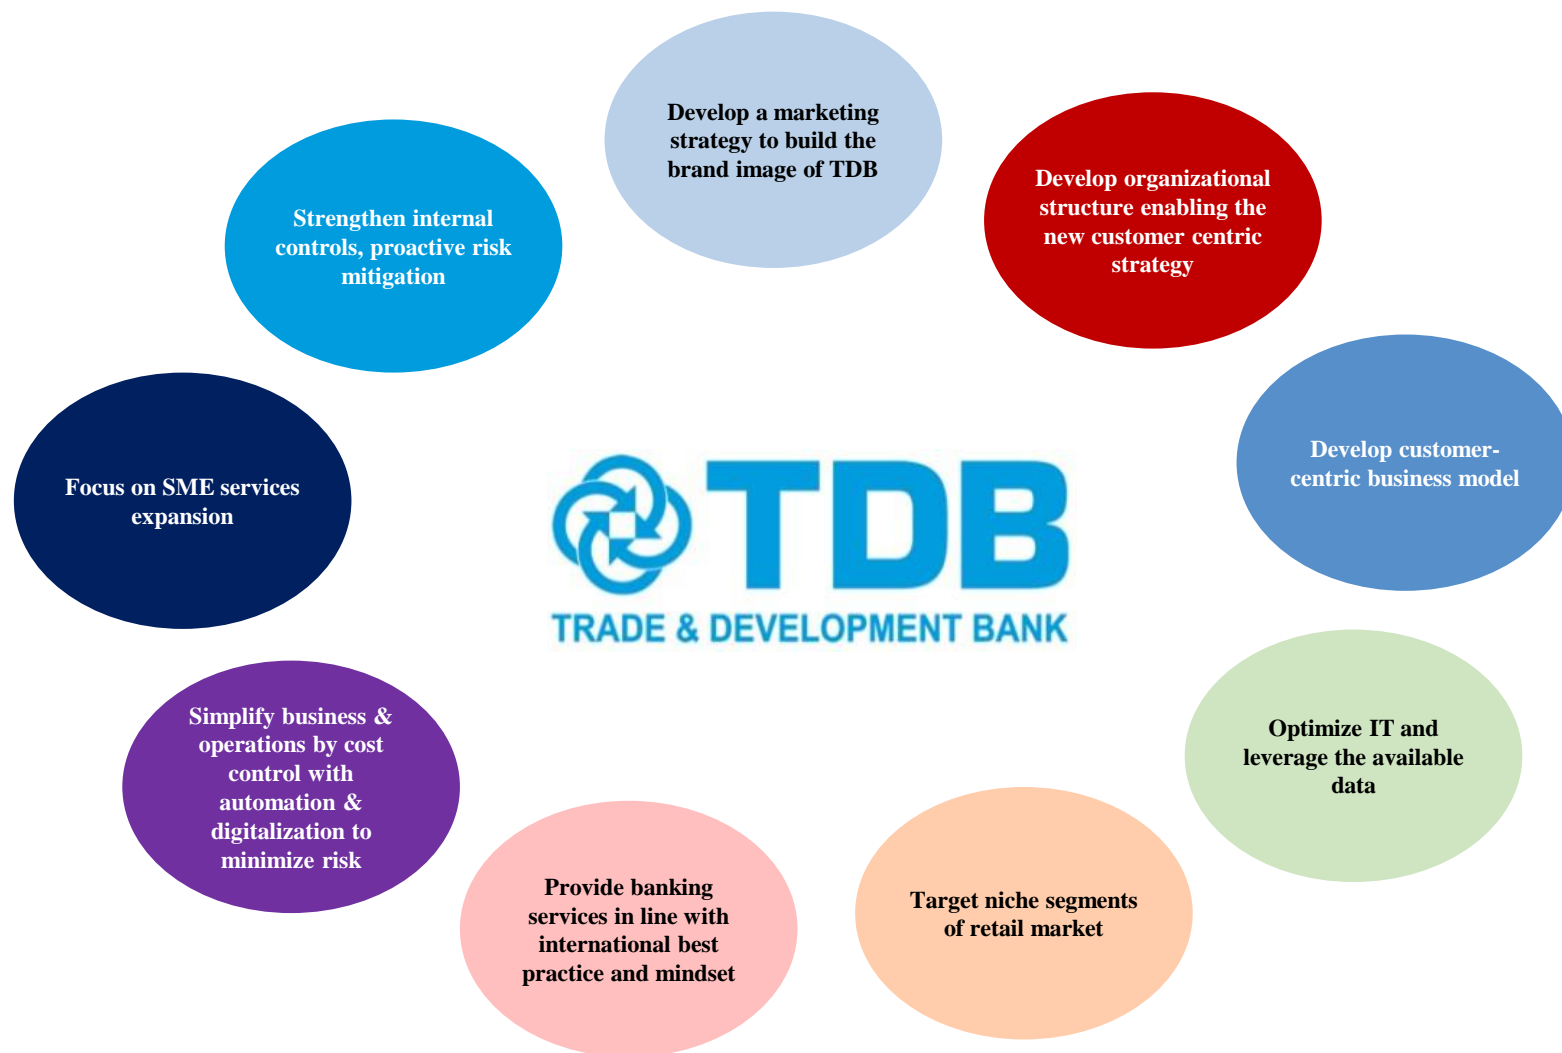 Develop a marketing
strategy to build the
brand image of TDB
Develop organizational
structure enabling the
new customer centric
strategy
Develop customer-
centric business model
Optimize IT and
leverage the available
data
Target niche segments
of retail market
Provide banking
services in line with
international best
practice and mindset
Simplify business &
operations by cost
control with
automation &
digitalization to
minimize risk
Focus on SME services
expansion
Strengthen internal
controls, proactive risk
mitigation
TDB
TRADE & DEVELOPMENT BANK